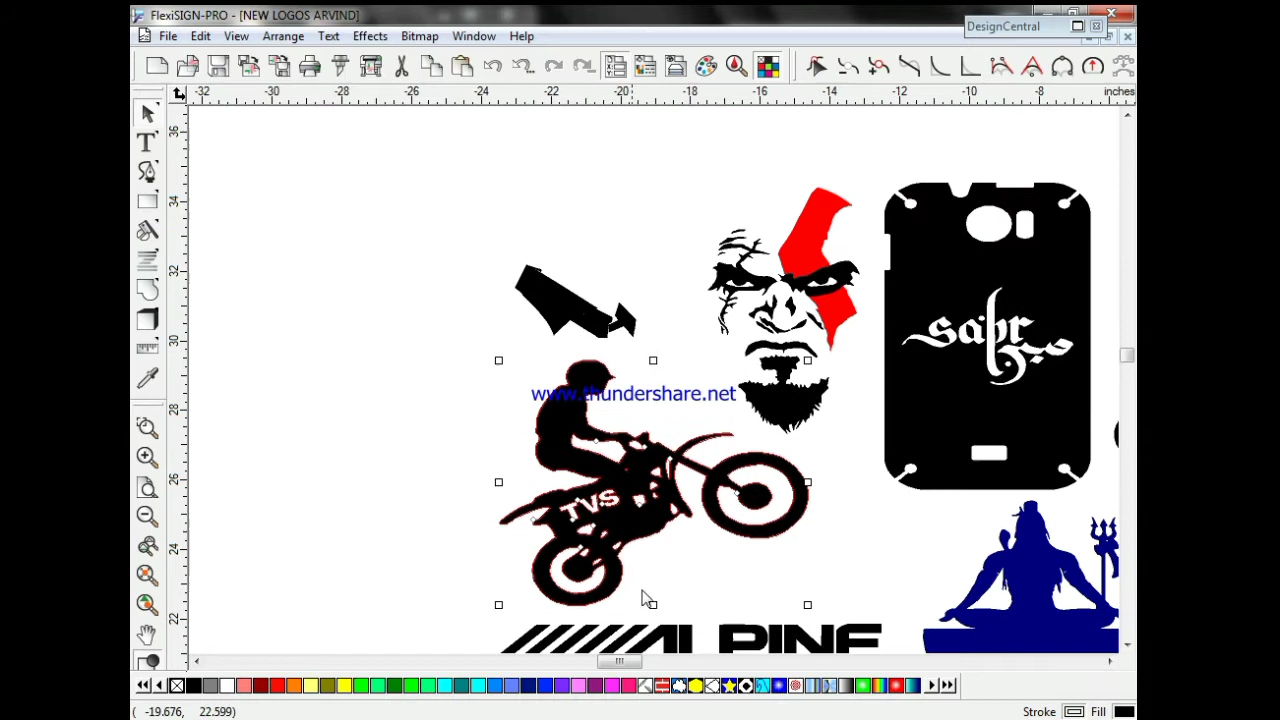 FlexiSIGN-PRO - [NEW LOGOS ARVIND]
DesignCentral
File Edit View Arrange Text Effects Bitmap Window Help
-32 -30 -28 -26 -24 -22 -20 -18 -16 -14 -12 -10 -8 inches
36
34
32
30
28
26
24
22
sabr
صبر
www.thundershare.net
TVS
ALPINE
( -19.676, 22.599)
Stroke Fill